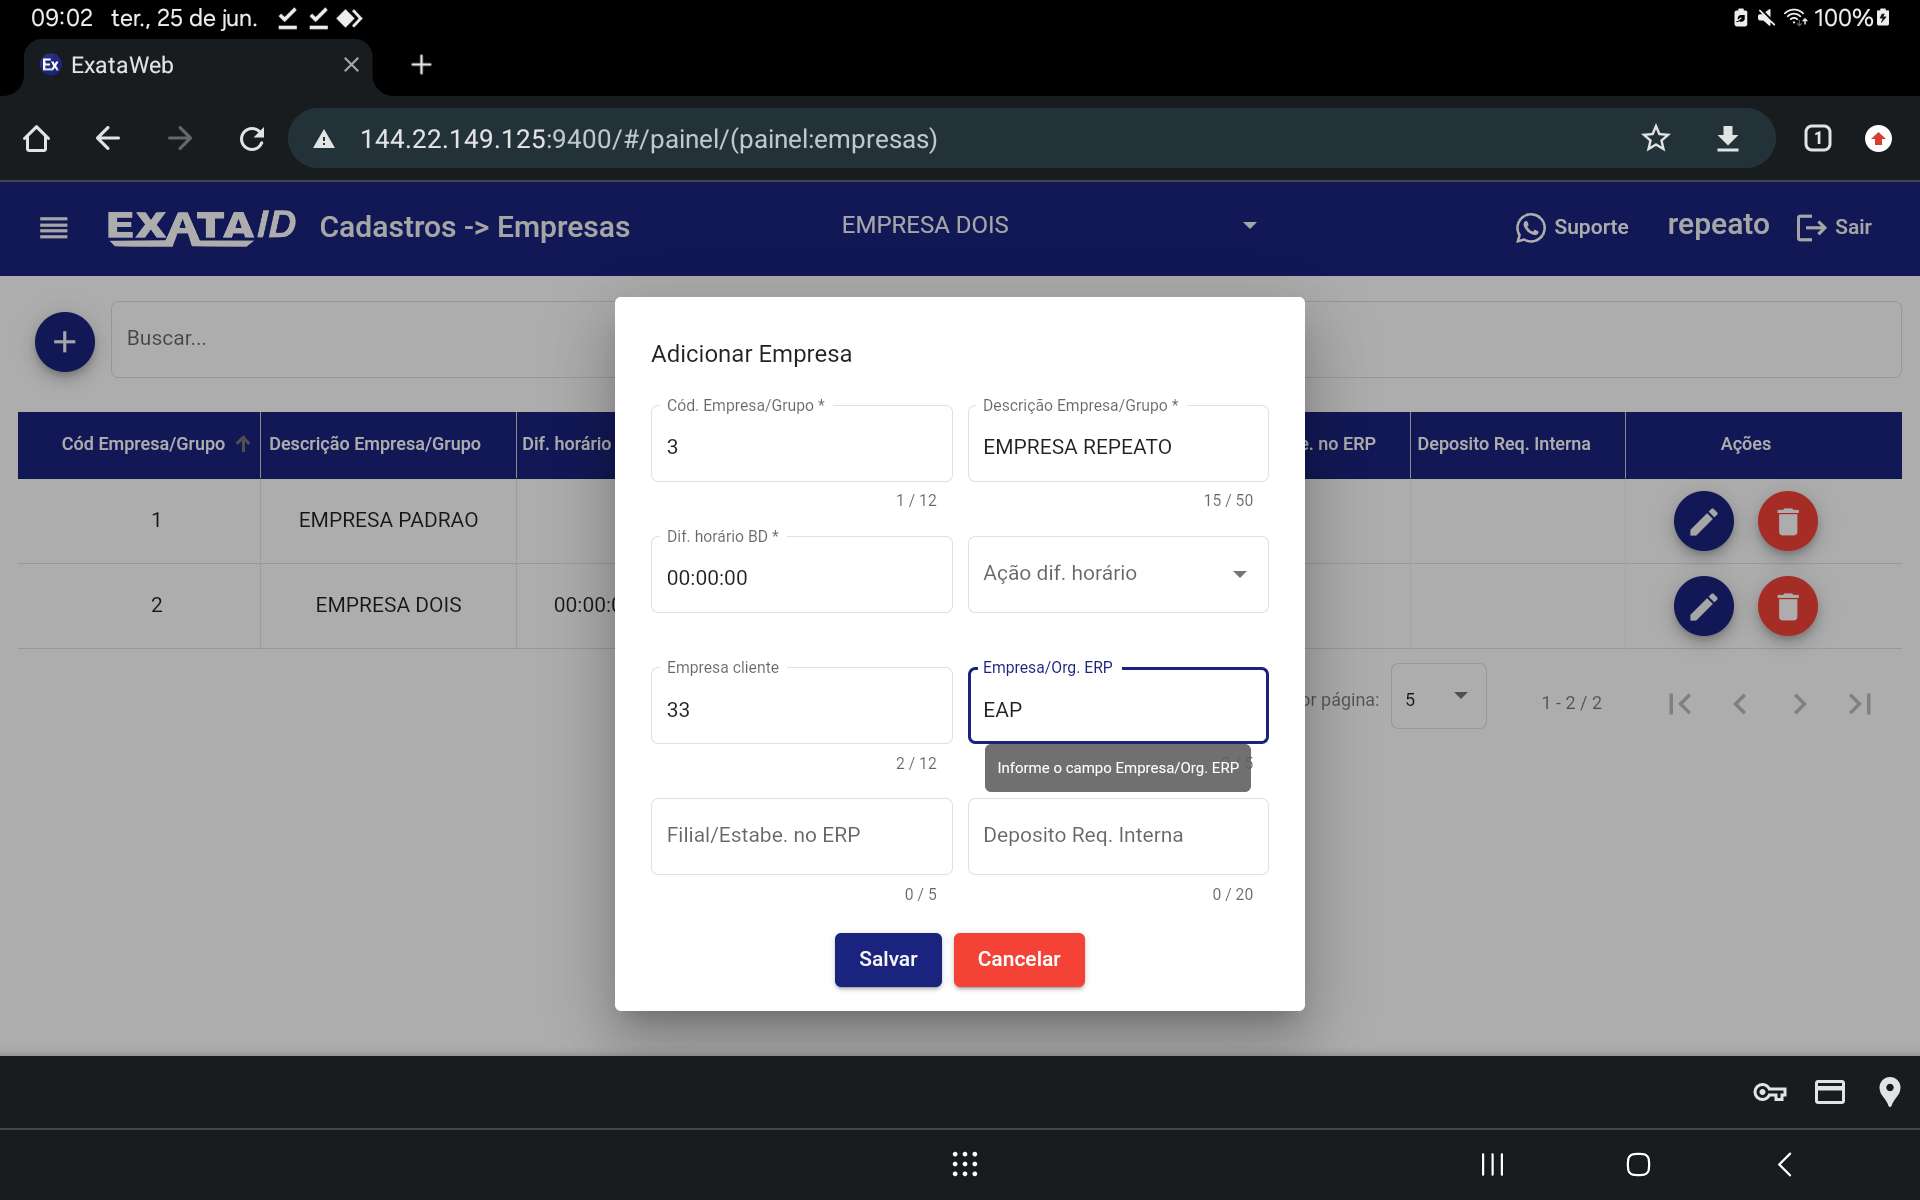 09:02 ter., 25 de jun. 100%
Ex ExataWeb
144.22.149.125:9400/#/painel/(painel:empresas)
1
EXATA/ID Cadastros -> Empresas EMPRESA DOIS Suporte repeato Sair
Buscar...
Adicionar Empresa
Cód. Empresa/Grupo * Descrição Empresa/Grupo *
3 EMPRESA REPEATO
1 / 12 15 / 50
Dif. horário BD *
00:00:00 Ação dif. horário
Empresa cliente Empresa/Org. ERP
33 EAP
2 / 12
Informe o campo Empresa/Org. ERP
Filial/Estabe. no ERP Deposito Req. Interna
0 / 5 0 / 20
Salvar Cancelar
Cód Empresa/Grupo Descrição Empresa/Grupo Dif. horário e. no ERP Deposito Req. Interna Ações
1 EMPRESA PADRAO
2 EMPRESA DOIS 00:00:0
or página: 5 1 - 2 / 2